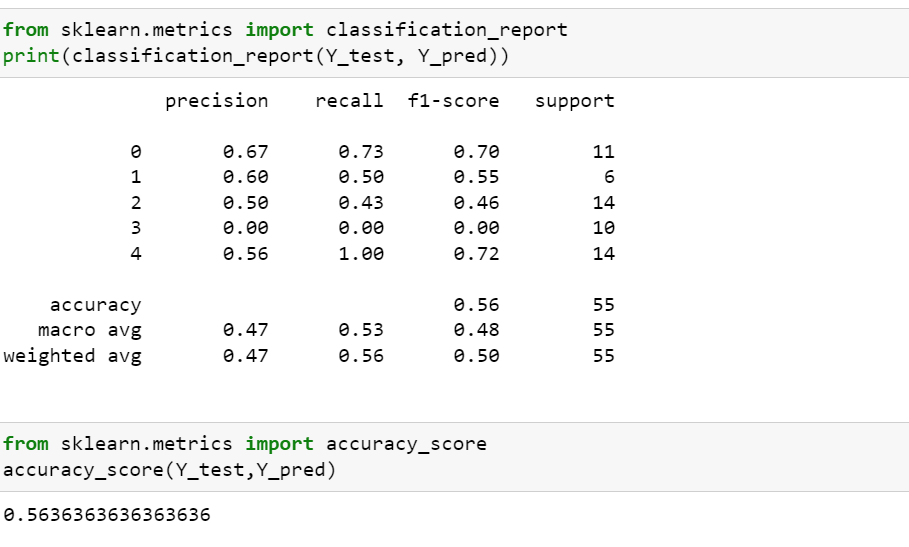 from sklearn.metrics import classification_report
print(classification_report(Y_test, Y_pred))
precision recall f1-score support
0 0.67 0.73 0.70 11
1 0.60 0.50 0.55 6
2 0.50 0.43 0.46 14
3 0.00 0.00 0.00 10
4 0.56 1.00 0.72 14
accuracy 0.56 55
macro avg 0.47 0.53 0.48 55
weighted avg 0.47 0.56 0.50 55
from sklearn.metrics import accuracy_score
accuracy_score(Y_test,Y_pred)
0.5636363636363636